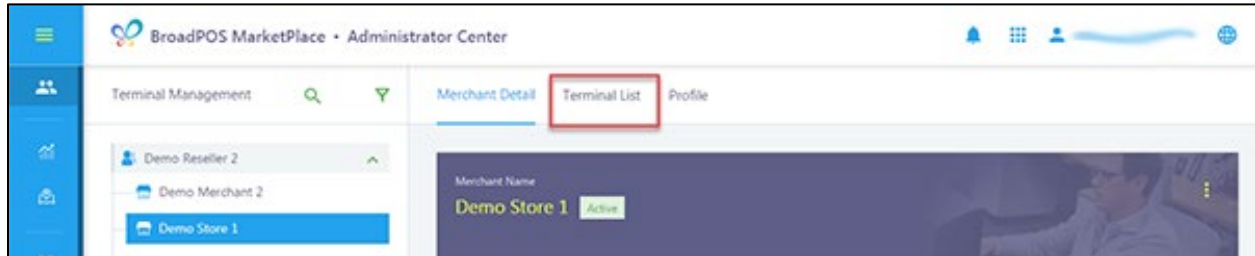 BroadPOS MarketPlace • Administrator Center
Terminal Management
Merchant Detail Terminal List Profile
Demo Reseller 2
Demo Merchant 2
Demo Store 1
Merchant Name
Demo Store 1 Active